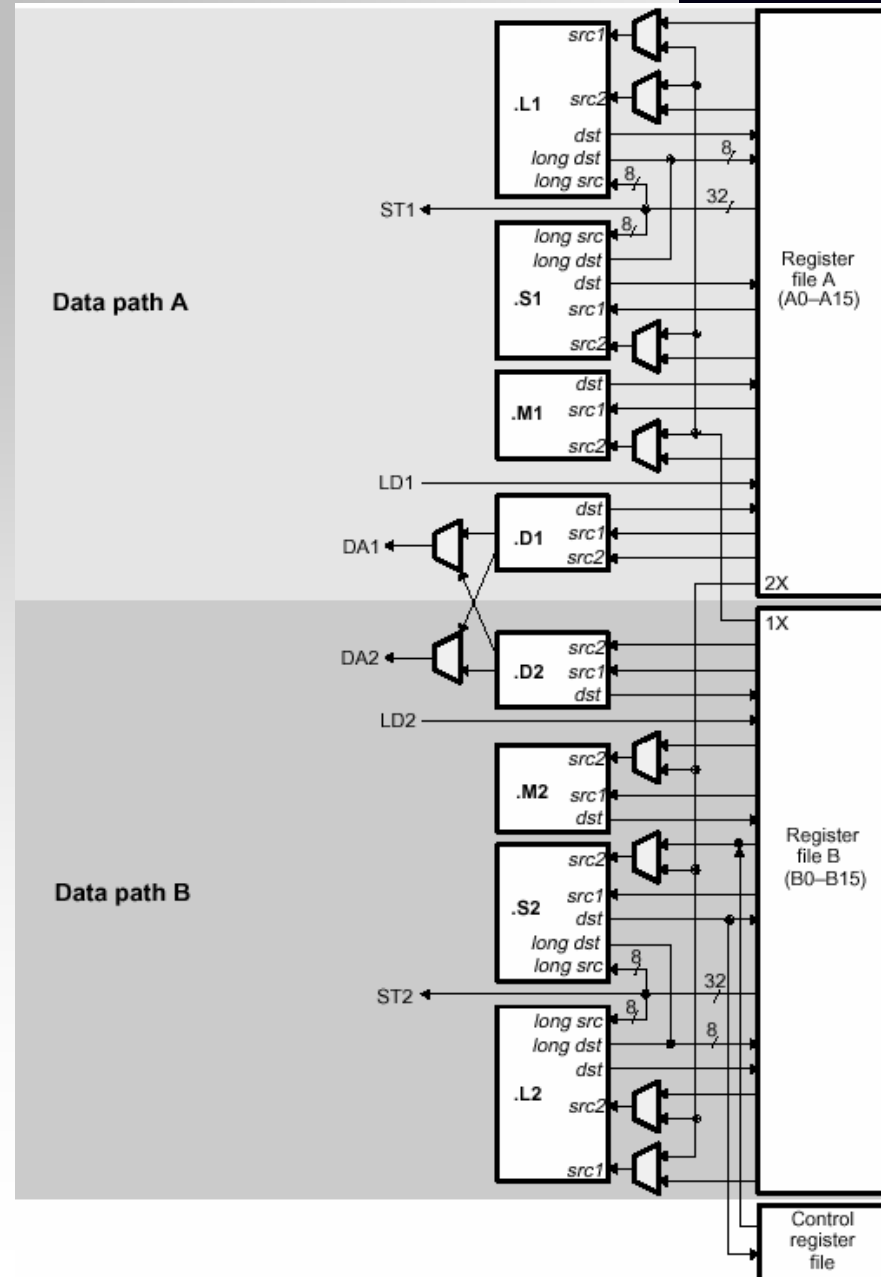 src1
.L1
src2
dst
long dst
8
long src
8
ST1
32
long src
8
long dst
Register
file A
(A0–A15)
Data path A
dst
.S1
src1
src2
dst
.M1
src1
src2
LD1
dst
.D1
src1
DA1
src2
2X
1X
DA2
src2
.D2
src1
dst
LD2
src2
.M2
src1
dst
Register
file B
(B0–B15)
src2
Data path B
src1
.S2
dst
long dst
long src
8
32
ST2
long src
8
long dst
8
dst
.L2
src2
src1
Control
register
file